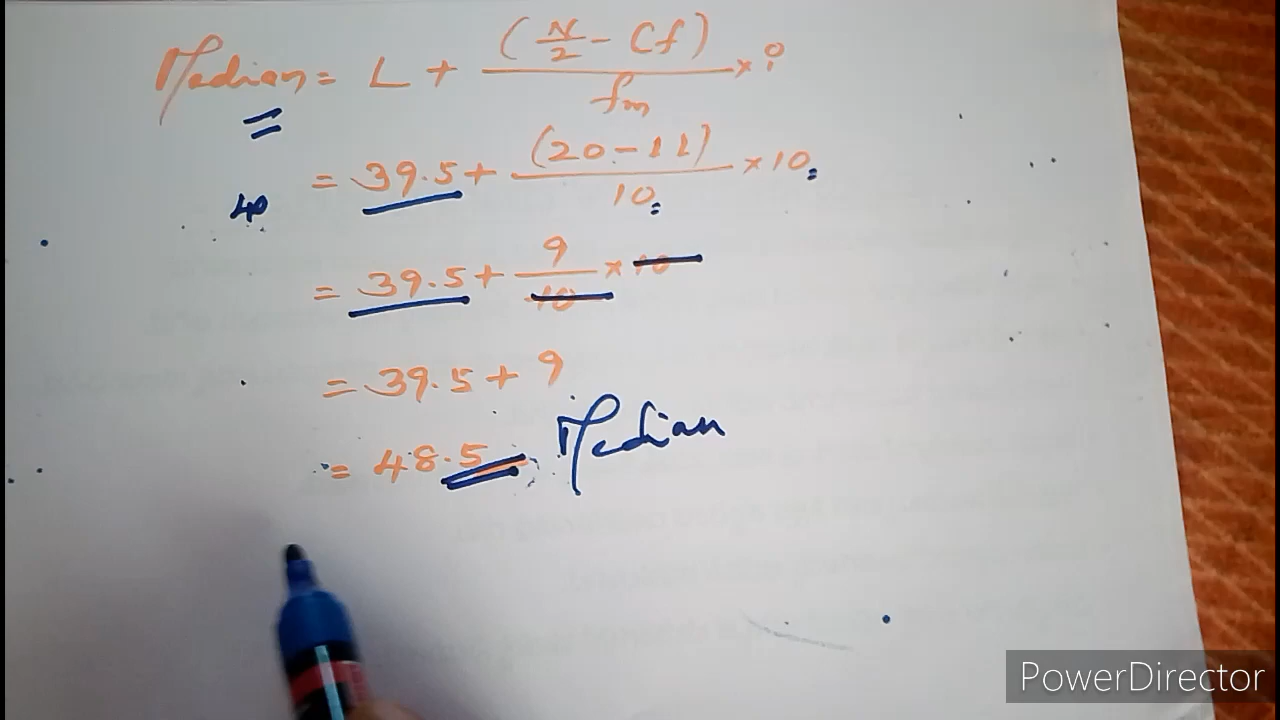 Median = L + (N/2 - Cf)/fm × i
= 39.5 + (20 - 11)/10 × 10
40
= 39.5 + 9/10 × 10
= 39.5 + 9
= 48.5 Median
PowerDirector